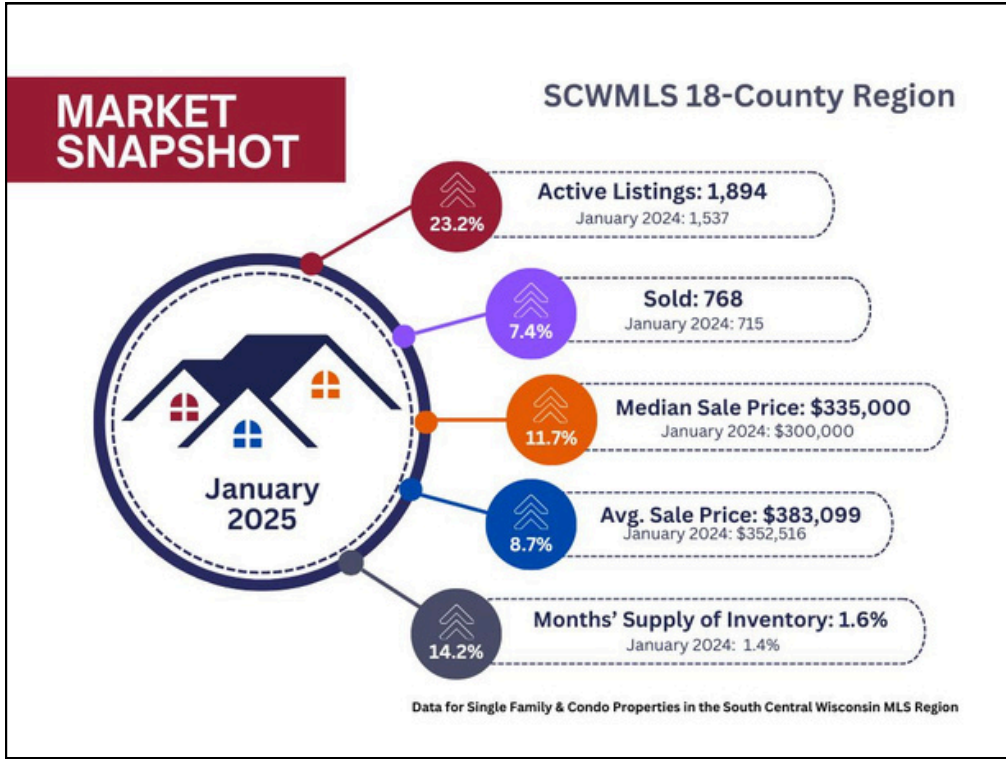 MARKET
SNAPSHOT
SCWMLS 18-County Region
23.2%
Active Listings: 1,894
January 2024: 1,537
7.4%
Sold: 768
January 2024: 715
11.7%
Median Sale Price: $335,000
January 2024: $300,000
8.7%
Avg. Sale Price: $383,099
January 2024: $352,516
14.2%
Months’ Supply of Inventory: 1.6%
January 2024: 1.4%
January
2025
Data for Single Family & Condo Properties in the South Central Wisconsin MLS Region